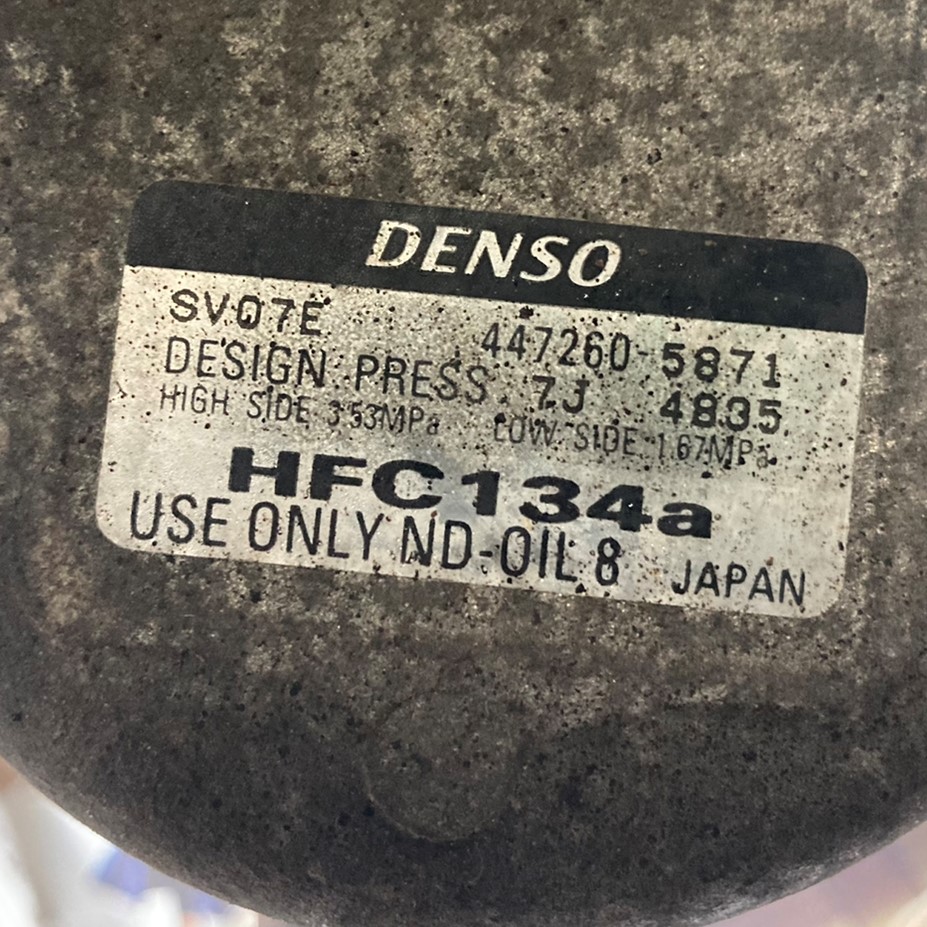 DENSO
SV07E 447260-5871
DESIGN PRESS 7J 4835
HIGH SIDE 3.53MPa LOW SIDE 1.67MPa
HFC134a
USE ONLY ND-OIL 8 JAPAN